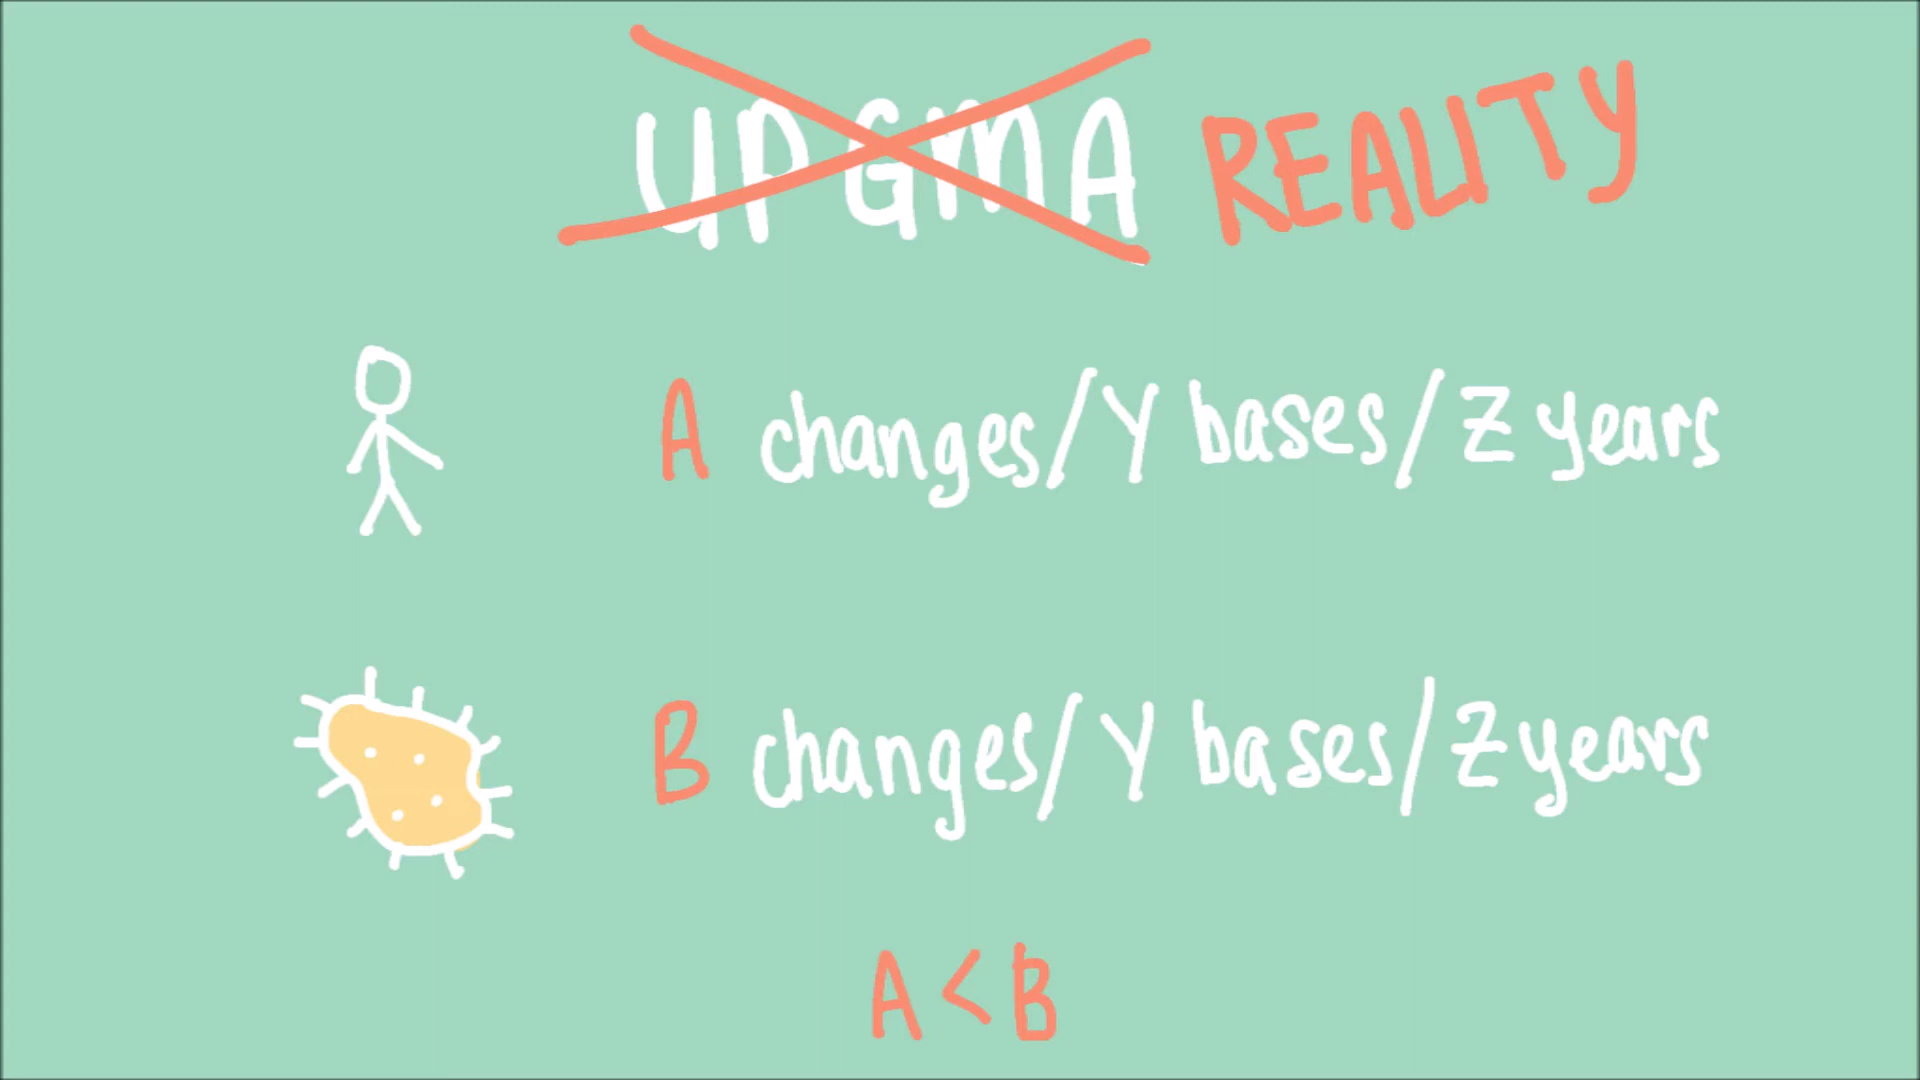 UPGMA REALITY
A changes/Y bases/Z years
B changes/Y bases/Z years
A<B